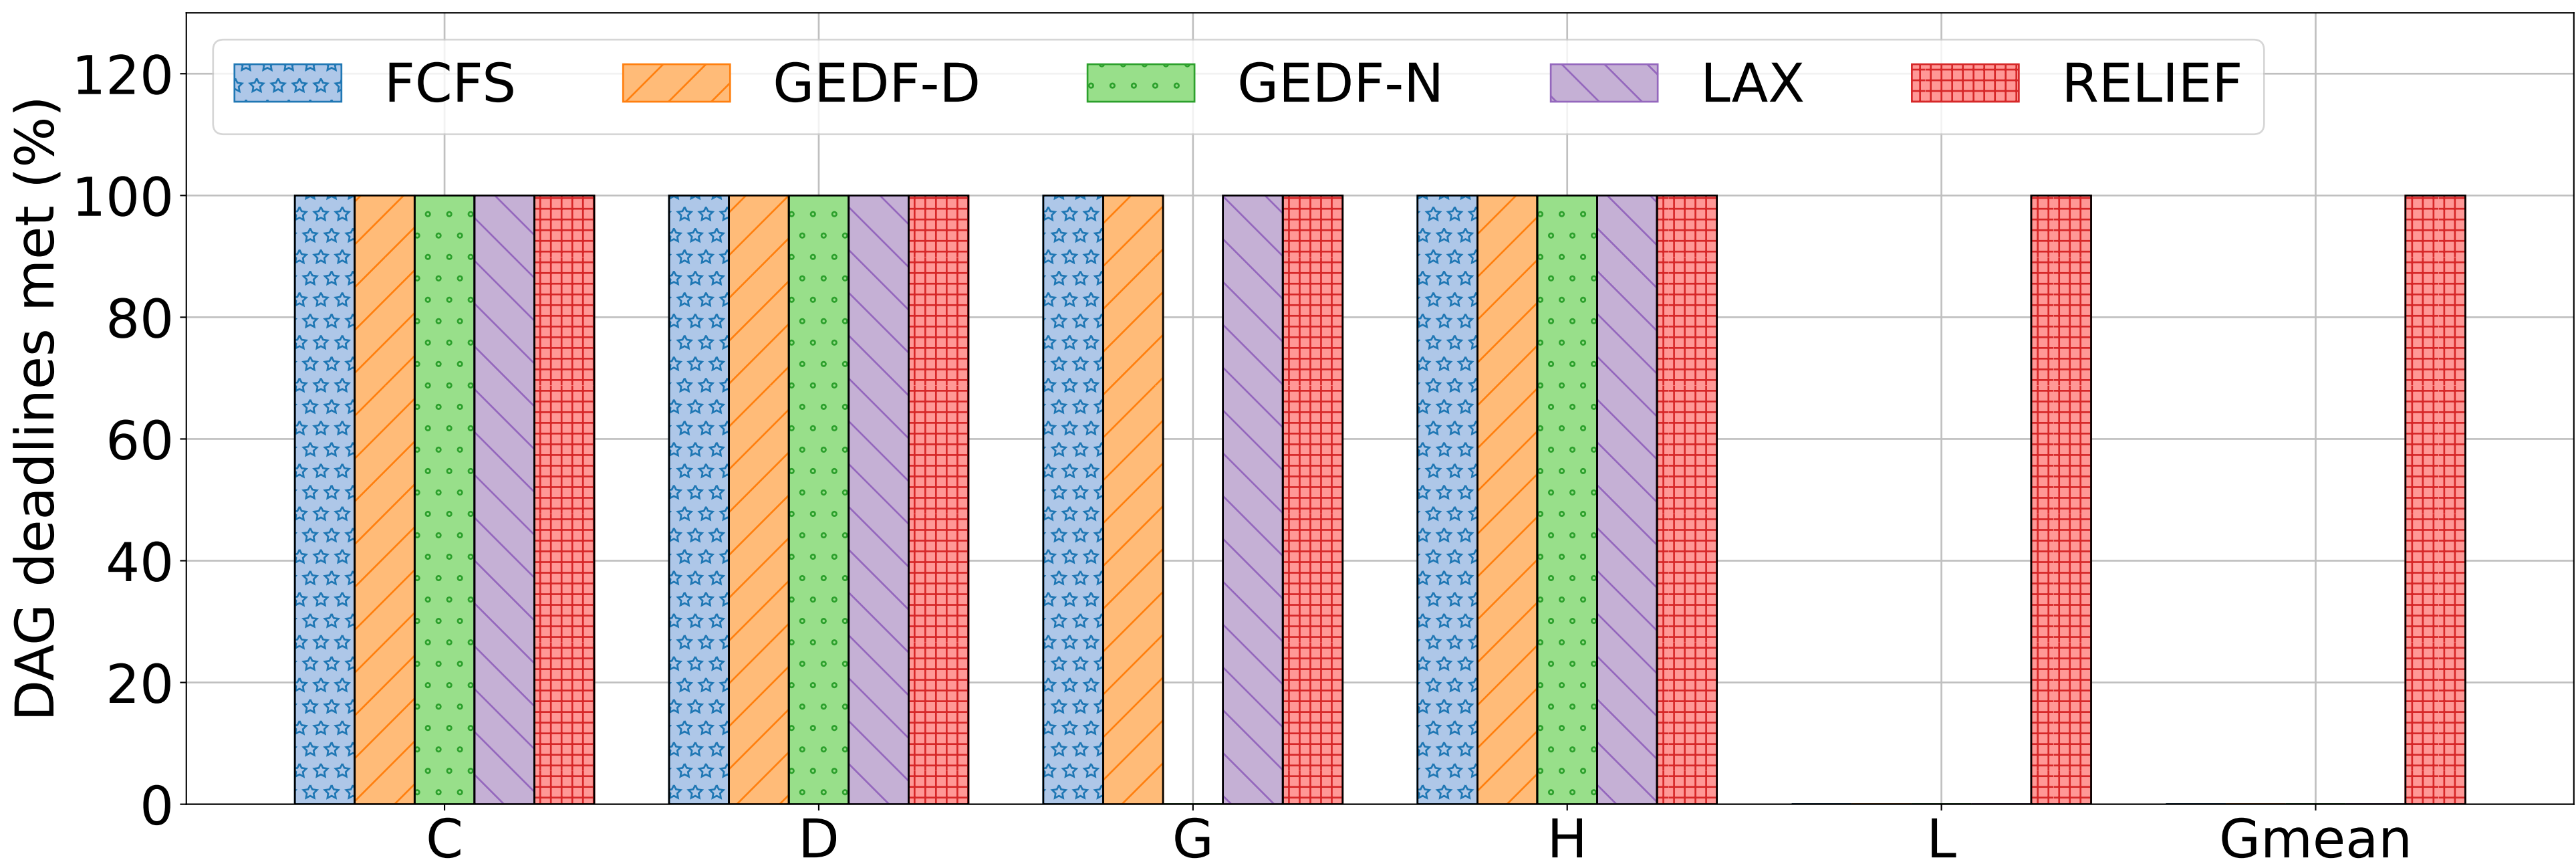 DAG deadlines met (%)
120
100
80
60
40
20
0
FCFS GEDF-D GEDF-N LAX RELIEF
C D G H L Gmean